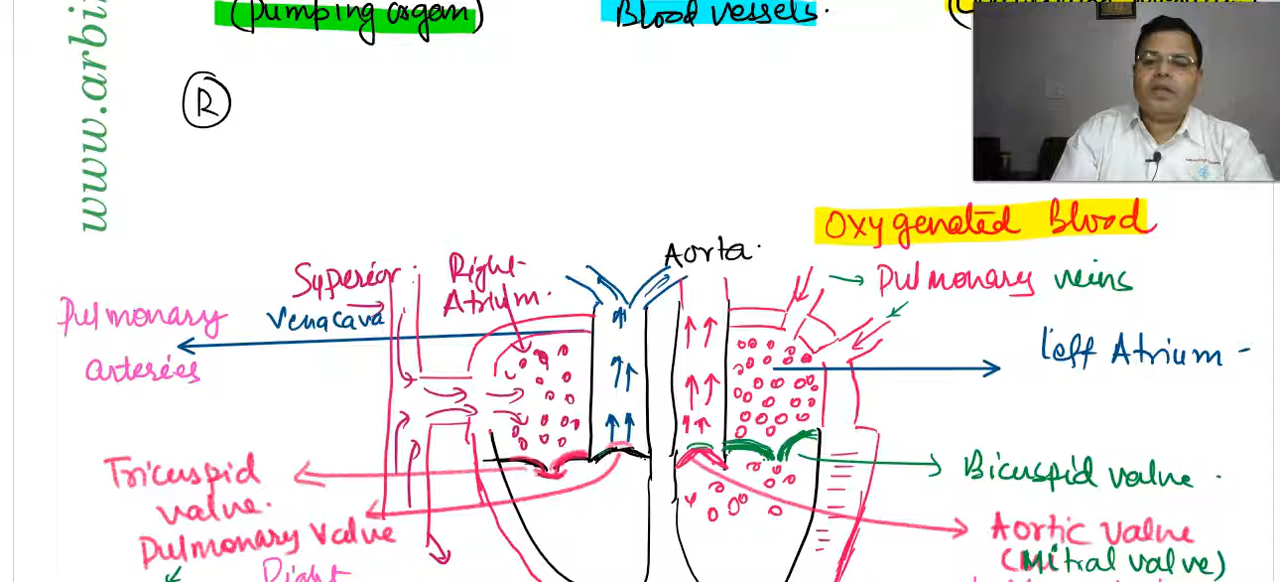 (Pumping organ)
Blood vessels.
www.arbi
R
Oxygenated Blood
Aorta.
Superior
Venacava
Right-
Atrium.
Pulmonary veins
Pulmonary
arteries
Left Atrium -
Tricuspid
valve.
Bicuspid valve.
Pulmonary Valve
Aortic valve
Mitral valve)
Right